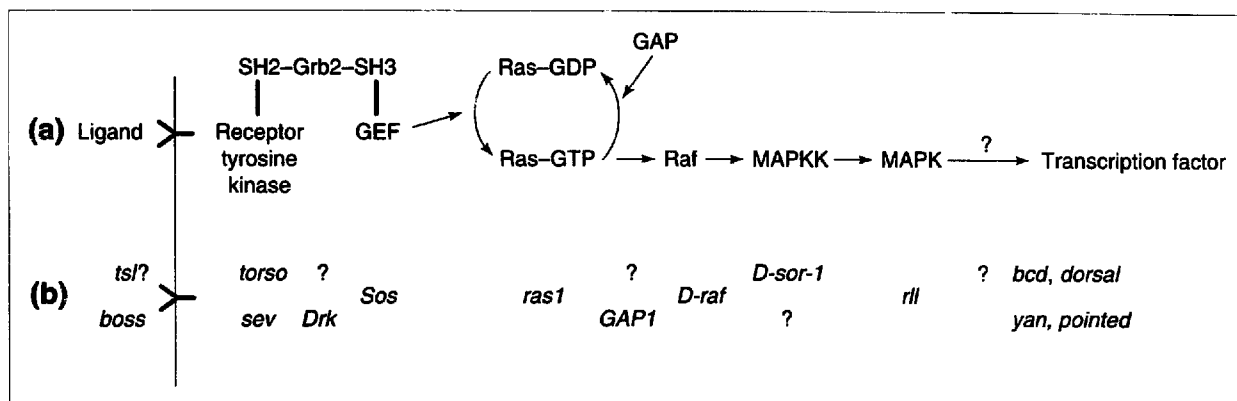 GAP
SH2–Grb2–SH3 Ras–GDP
(a) Ligand Receptor tyrosine kinase GEF
Ras–GTP Raf MAPKK MAPK ? Transcription factor
tsl? torso ? ? D-sor-1 ? bcd, dorsal
(b) Sos ras1 D-raf rll
boss sev Drk GAP1 ? yan, pointed